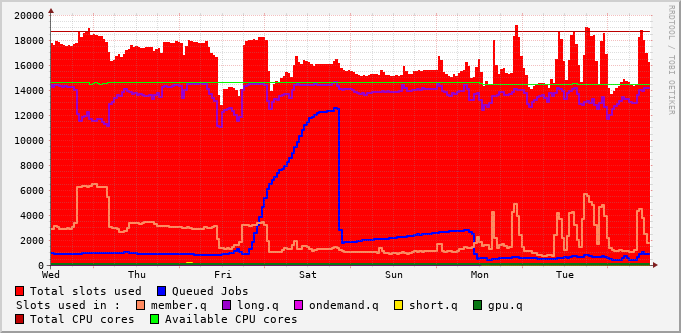 20000
18000
16000
14000
12000
10000
8000
6000
4000
2000
0
Wed Thu Fri Sat Sun Mon Tue
RRDTOOL / TOBI OETIKER
Total slots used Queued Jobs
Slots used in : member.q long.q ondemand.q short.q gpu.q
Total CPU cores Available CPU cores